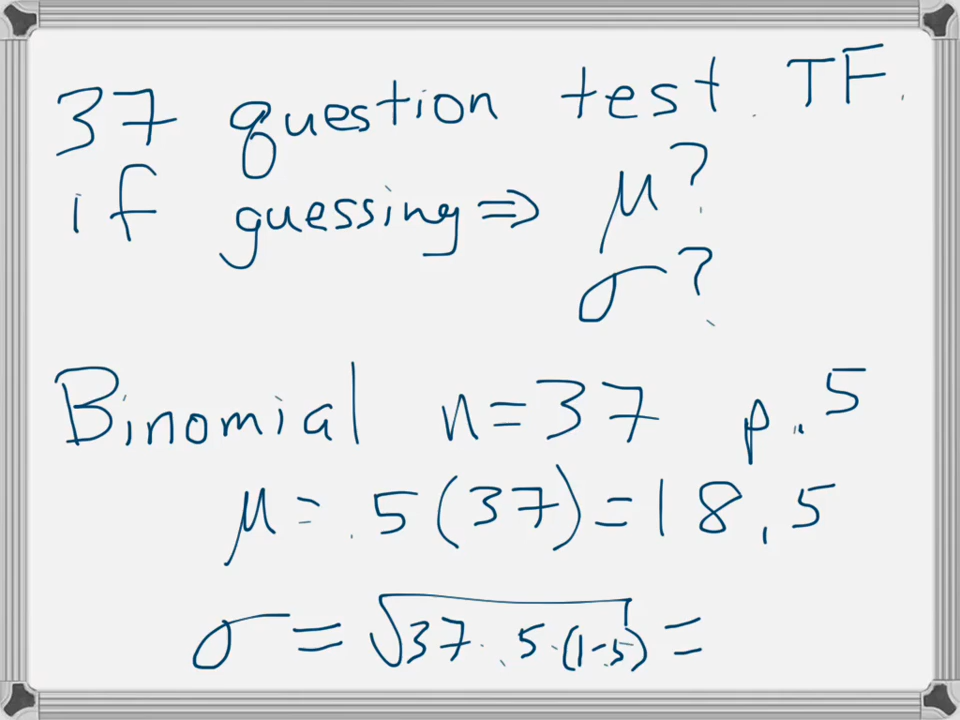 37 question test TF
if guessing ⇒ μ?
σ?
Binomial n=37 p .5
μ = .5(37)=18.5
σ = √37 · .5 · (1-.5) =